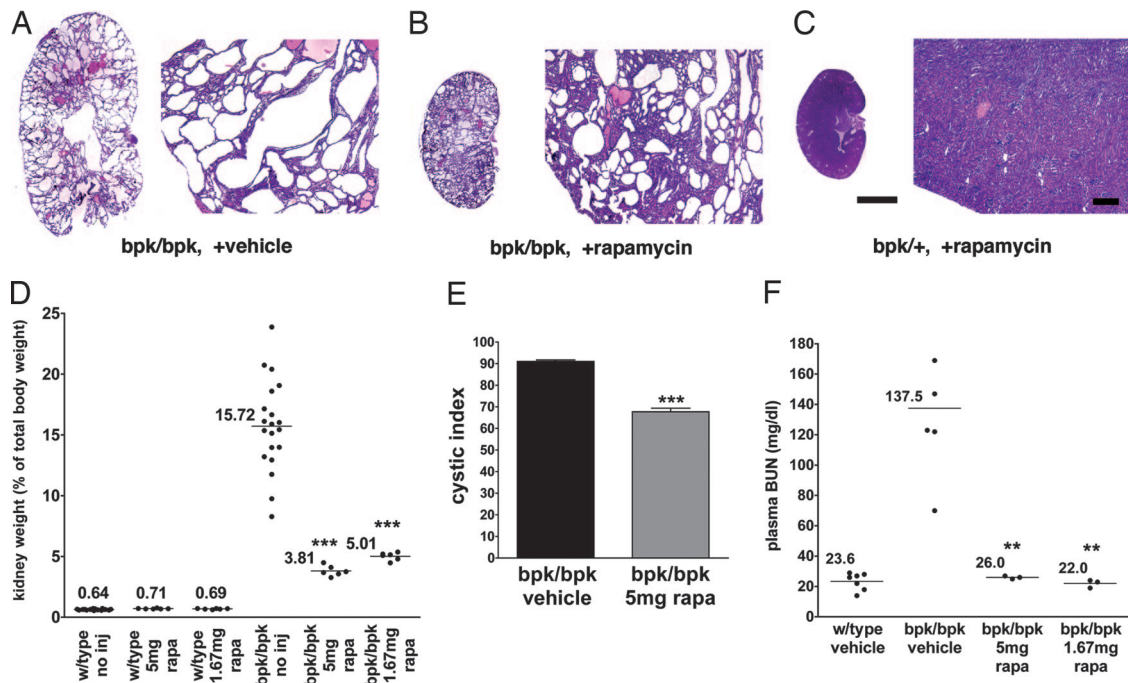 A
B
C
bpk/bpk, +vehicle
bpk/bpk, +rapamycin
bpk/+, +rapamycin
D
kidney weight (% of total body weight)
25
20
15
10
5
0
0.64
0.71
0.69
15.72
***
3.81
***
5.01
w/type
no inj
w/type
5mg
rapa
w/type
1.67mg
rapa
bpk/bpk
no inj
bpk/bpk
5mg
rapa
bpk/bpk
1.67mg
rapa
E
cystic index
100
90
80
70
60
50
40
30
20
10
0
***
bpk/bpk
vehicle
bpk/bpk
5mg rapa
F
plasma BUN (mg/dl)
180
160
140
120
100
80
60
40
20
0
23.6
137.5
**
26.0
**
22.0
w/type
vehicle
bpk/bpk
vehicle
bpk/bpk
5mg
rapa
bpk/bpk
1.67mg
rapa